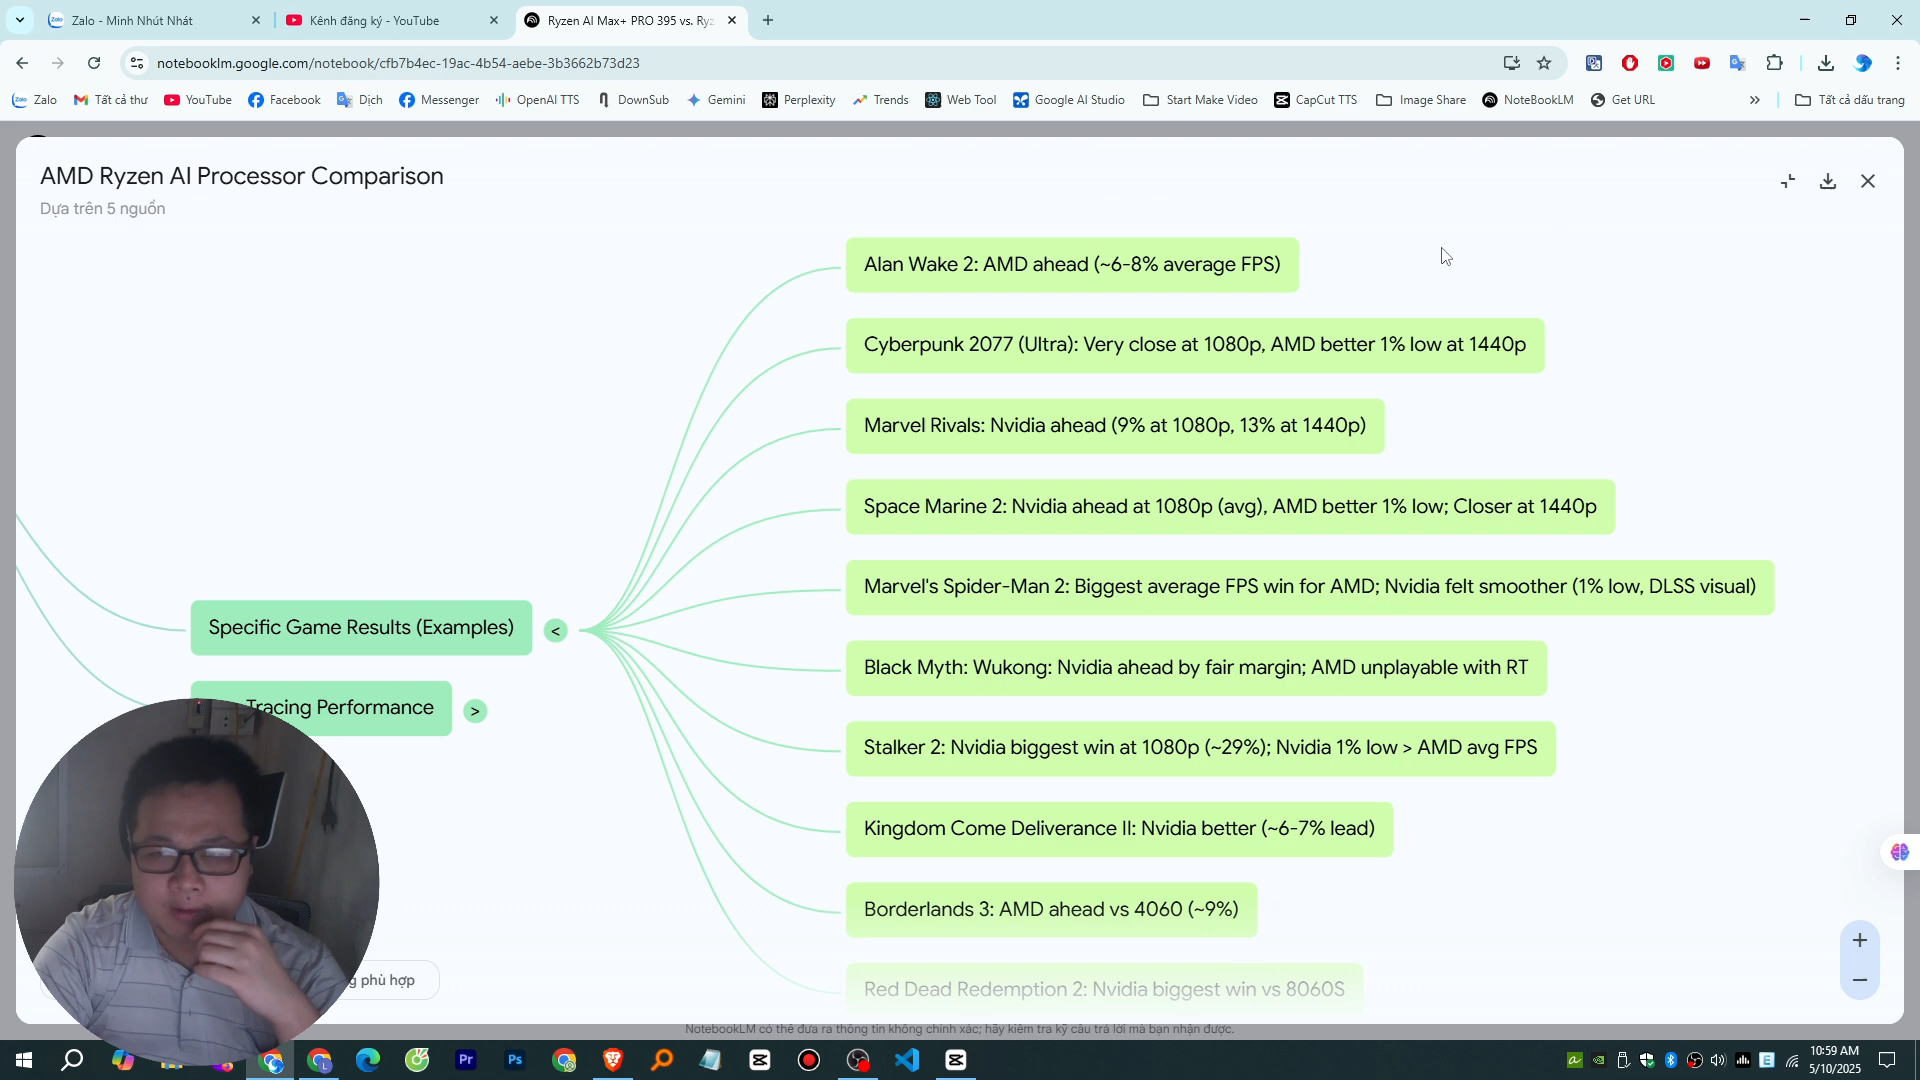 Zalo - Minh Nhút Nhát
Kênh đăng ký - YouTube
Ryzen AI Max+ PRO 395 vs. Ryz
notebooklm.google.com/notebook/cfb7b4ec-19ac-4b54-aebe-3b3662b73d23
Zalo
Tất cả thư
YouTube
Facebook
Dịch
Messenger
OpenAI TTS
DownSub
Gemini
Perplexity
Trends
Web Tool
Google AI Studio
Start Make Video
CapCut TTS
Image Share
NoteBookLM
Get URL
Tất cả dấu trang
AMD Ryzen AI Processor Comparison
Dựa trên 5 nguồn
Alan Wake 2: AMD ahead (~6-8% average FPS)
Cyberpunk 2077 (Ultra): Very close at 1080p, AMD better 1% low at 1440p
Marvel Rivals: Nvidia ahead (9% at 1080p, 13% at 1440p)
Space Marine 2: Nvidia ahead at 1080p (avg), AMD better 1% low; Closer at 1440p
Marvel's Spider-Man 2: Biggest average FPS win for AMD; Nvidia felt smoother (1% low, DLSS visual)
Specific Game Results (Examples) <
Black Myth: Wukong: Nvidia ahead by fair margin; AMD unplayable with RT
Tracing Performance >
Stalker 2: Nvidia biggest win at 1080p (~29%); Nvidia 1% low > AMD avg FPS
Kingdom Come Deliverance II: Nvidia better (~6-7% lead)
Borderlands 3: AMD ahead vs 4060 (~9%)
phù hợp
Red Dead Redemption 2: Nvidia biggest win vs 8060S
NotebookLM có thể đưa ra thông tin không chính xác; hãy kiểm tra kỹ câu trả lời mà bạn nhận được.
10:59 AM
5/10/2025